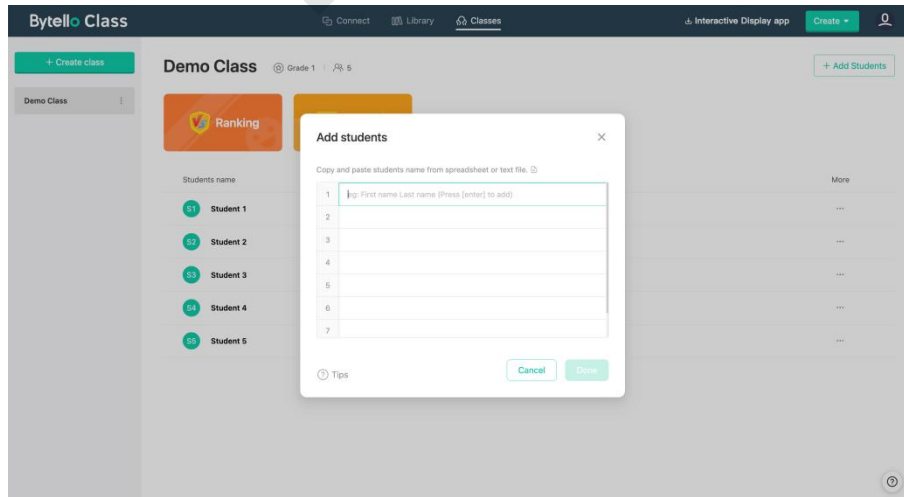 Bytello Class
Connect
Library
Classes
Interactive Display app
Create
+ Create class
Demo Class
Grade 1
5
+ Add Students
Demo Class
Ranking
Add students
Copy and paste students name from spreadsheet or text file.
Students name
More
1
eg: First name Last name (Press [enter] to add)
2
3
4
5
6
7
S1 Student 1
S2 Student 2
S3 Student 3
S4 Student 4
S5 Student 5
Tips
Cancel
Done